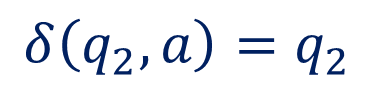 δ(q₂, a) = q₂